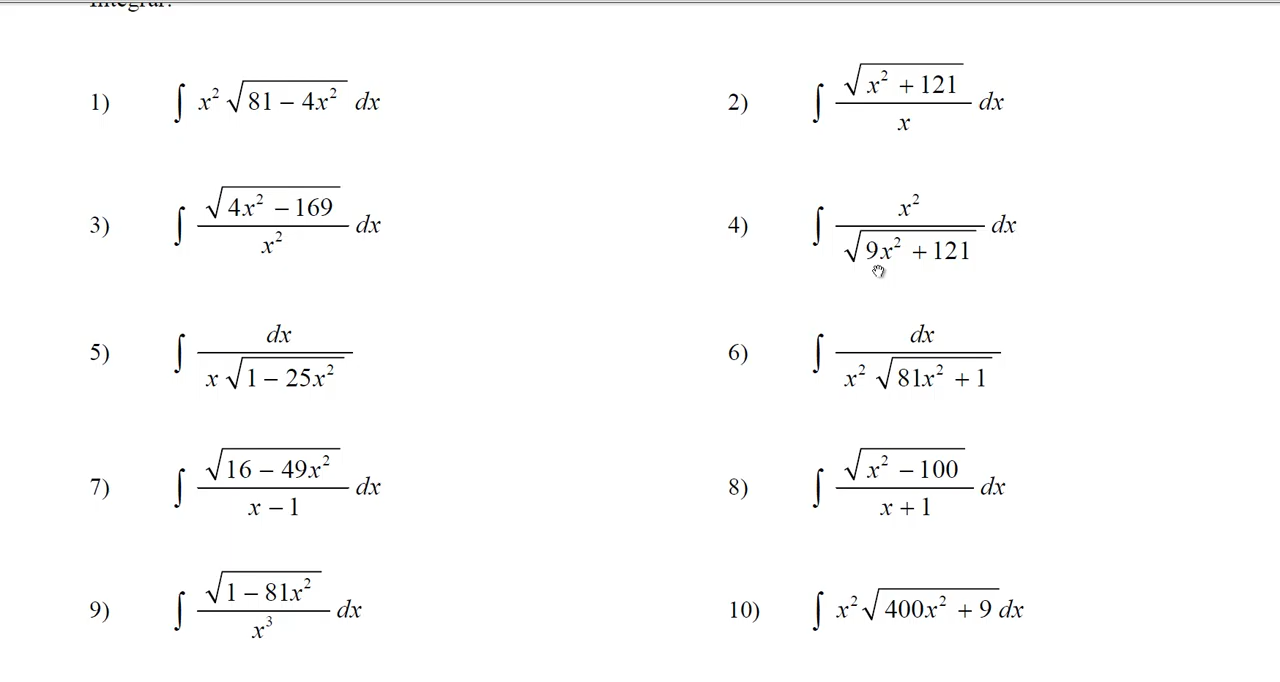 Integrar:
1) ∫ x² √(81 − 4x²) dx
2) ∫ √(x² + 121) / x dx
3) ∫ √(4x² − 169) / x² dx
4) ∫ x² / √(9x² + 121) dx
5) ∫ dx / (x √(1 − 25x²))
6) ∫ dx / (x² √(81x² + 1))
7) ∫ √(16 − 49x²) / (x − 1) dx
8) ∫ √(x² − 100) / (x + 1) dx
9) ∫ √(1 − 81x²) / x³ dx
10) ∫ x² √(400x² + 9) dx